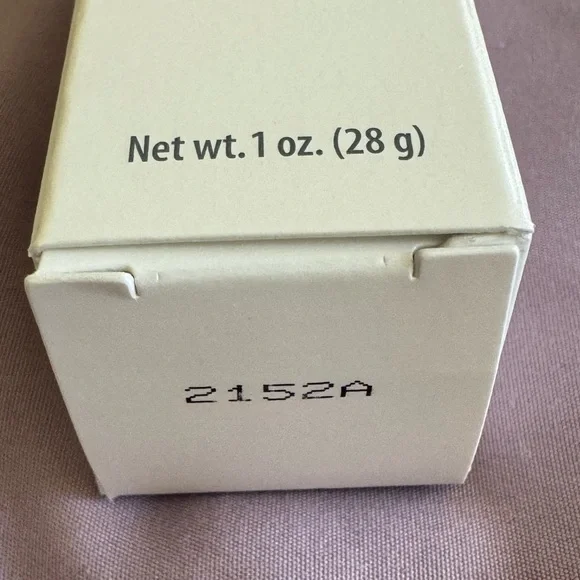 Net wt. 1 oz. (28 g)
2152A